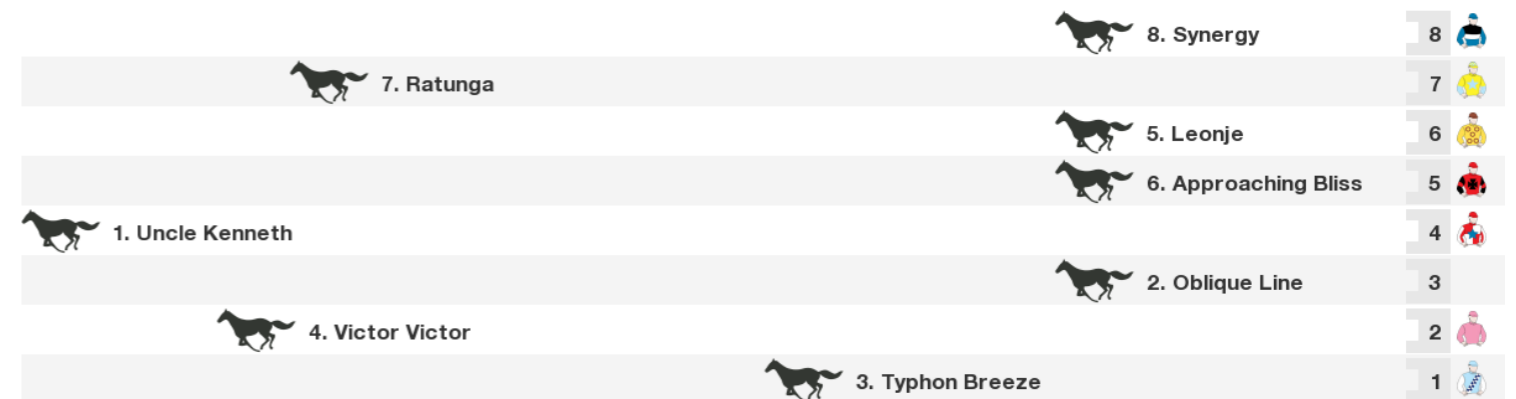 8. Synergy 8
7. Ratunga 7
5. Leonje 6
6. Approaching Bliss 5
1. Uncle Kenneth 4
2. Oblique Line 3
4. Victor Victor 2
3. Typhon Breeze 1